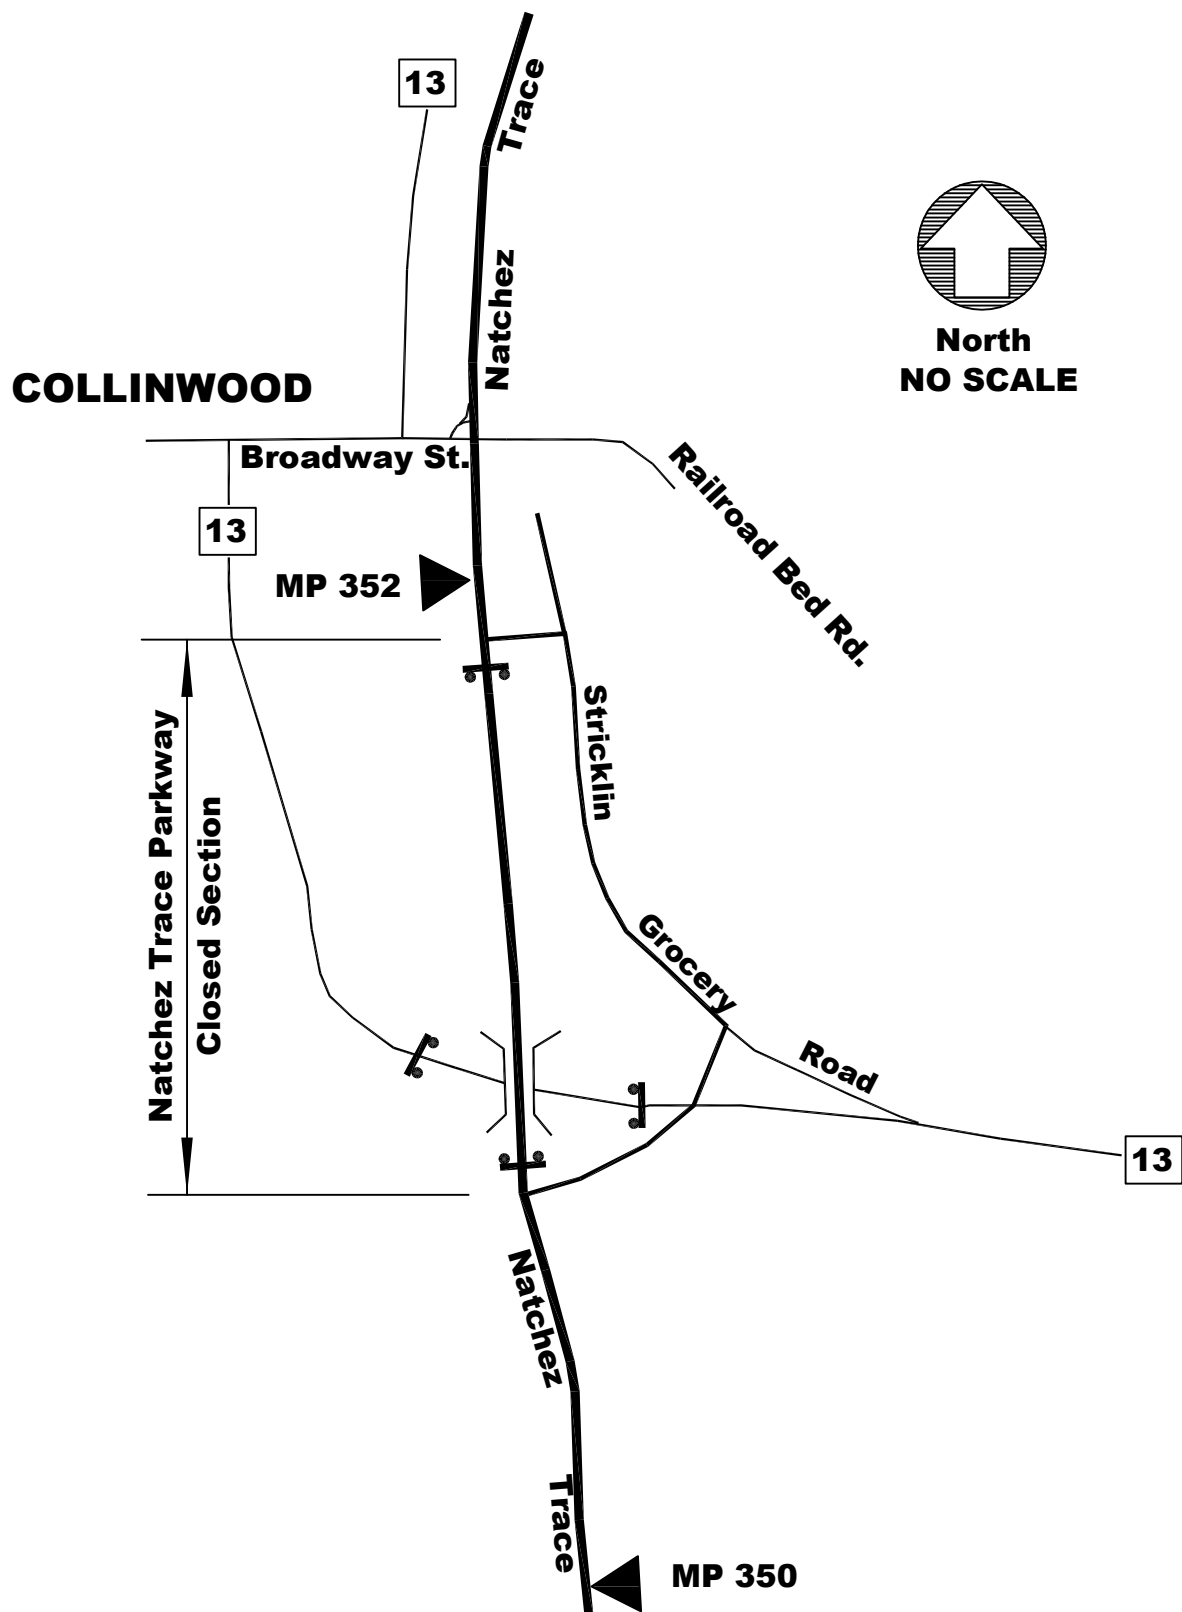 13
Trace
Natchez
North
NO SCALE
COLLINWOOD
Broadway St.
Railroad Bed Rd.
13
MP 352
Stricklin
Natchez Trace Parkway
Closed Section
Grocery
Road
13
Natchez
Trace
MP 350